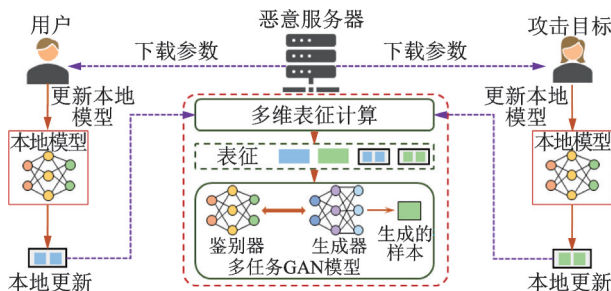 用户
恶意服务器
攻击目标
下载参数
下载参数
更新本地
模型
更新本地
模型
本地模型
多维表征计算
本地模型
表征
鉴别器
生成器
生成的
样本
多任务GAN模型
本地更新
本地更新